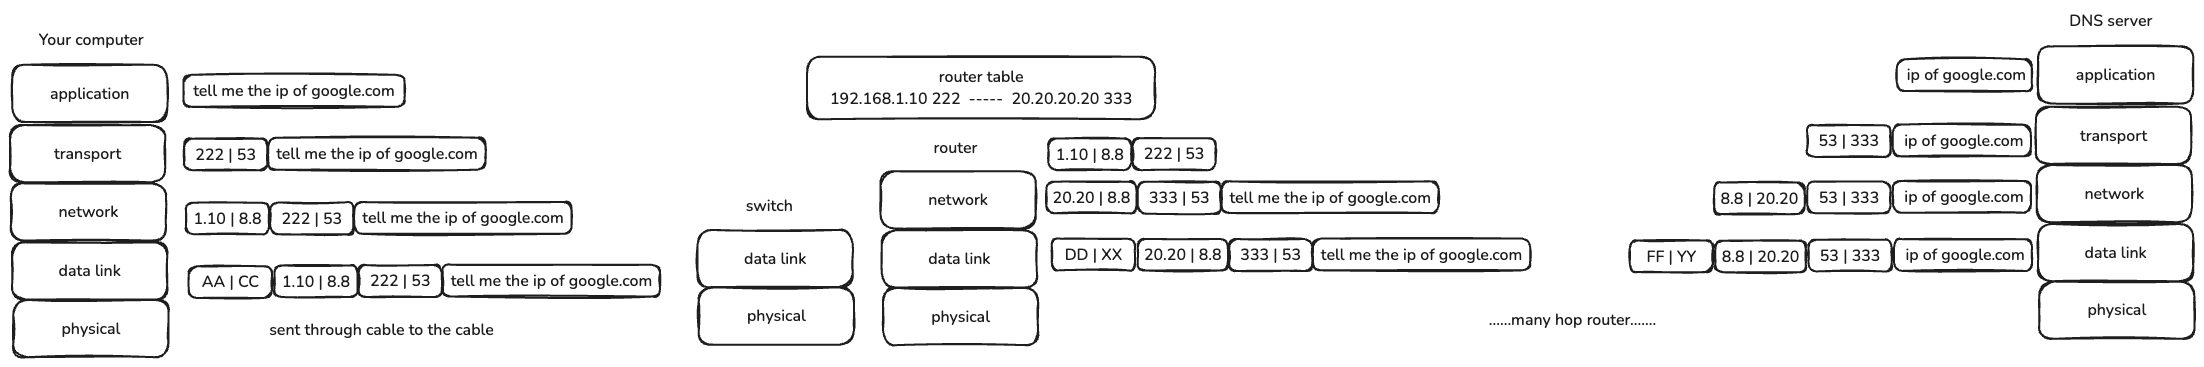 Your computer
application
tell me the ip of google.com
transport
222 | 53
tell me the ip of google.com
network
1.10 | 8.8
222 | 53
tell me the ip of google.com
data link
AA | CC
1.10 | 8.8
222 | 53
tell me the ip of google.com
physical
sent through cable to the cable
switch
data link
physical
router table
192.168.1.10 222 ----- 20.20.20.20 333
router
1.10 | 8.8
222 | 53
network
20.20 | 8.8
333 | 53
tell me the ip of google.com
data link
DD | XX
20.20 | 8.8
333 | 53
tell me the ip of google.com
physical
......many hop router.......
DNS server
ip of google.com
application
53 | 333
ip of google.com
transport
8.8 | 20.20
53 | 333
ip of google.com
network
FF | YY
8.8 | 20.20
53 | 333
ip of google.com
data link
physical